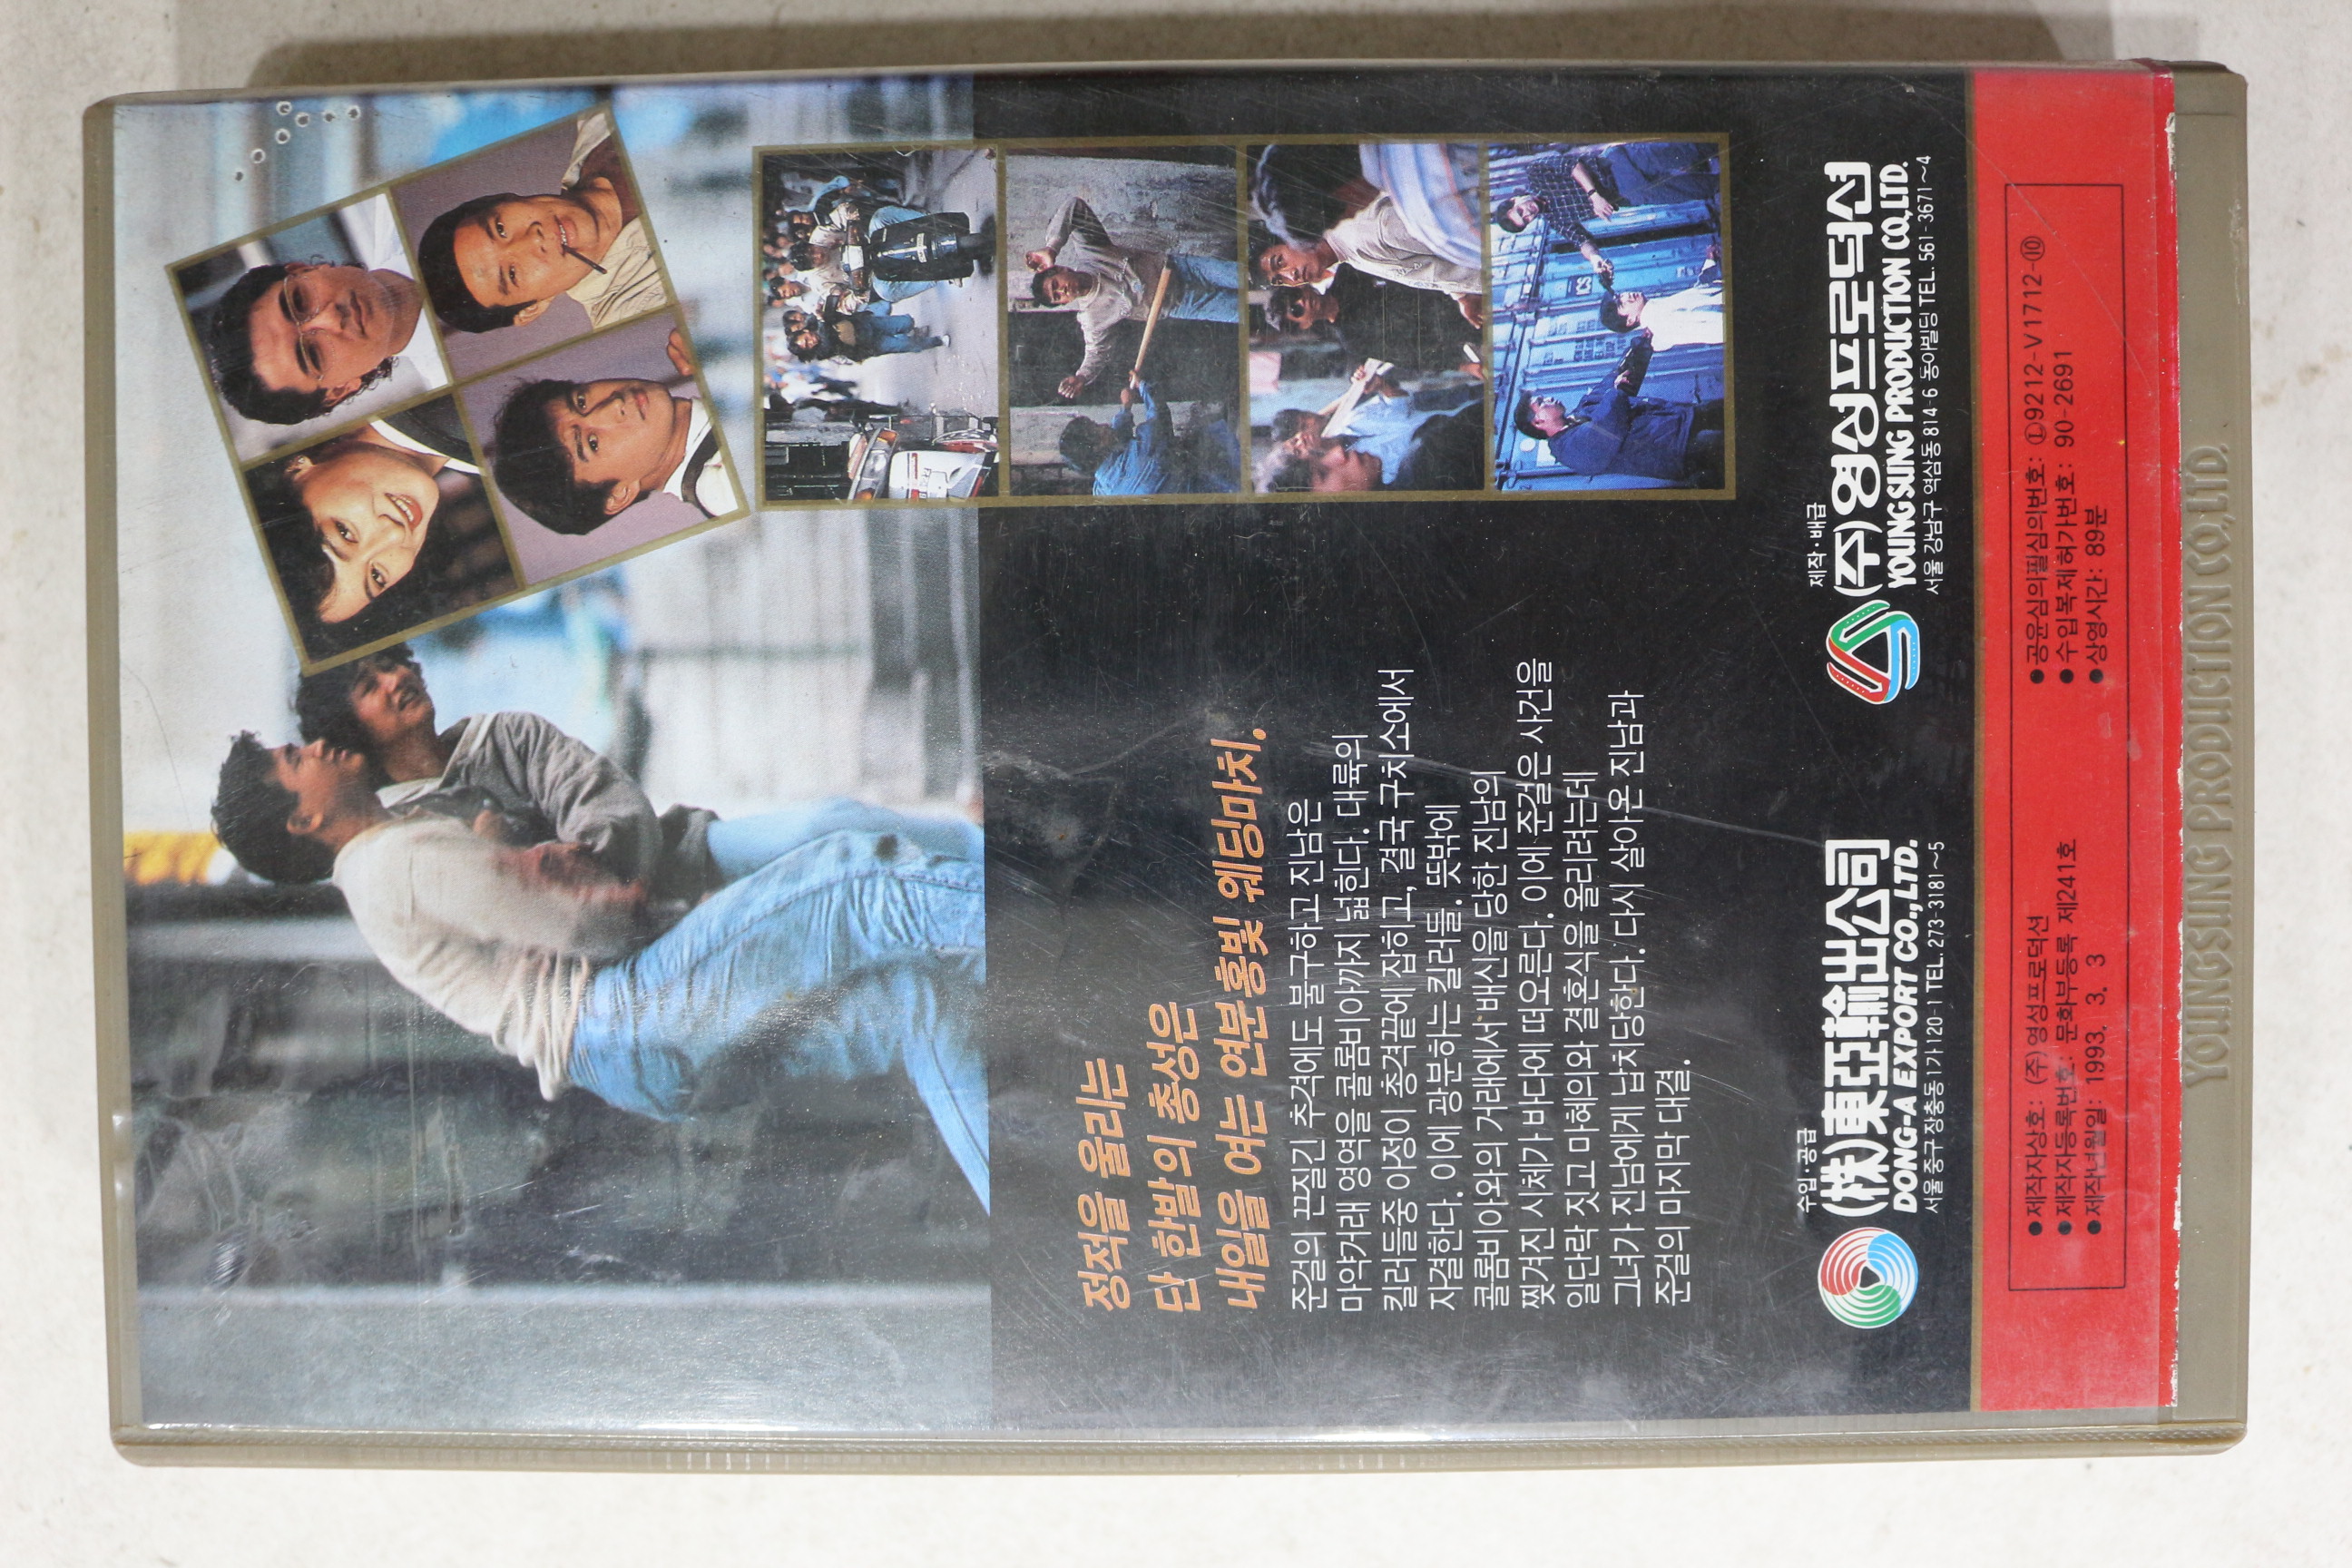 정적을 울리는
단 한발의 총성은
내일을 여는 연분홍빛 웨딩마치.
준걸의 끈질긴 추격에도 불구하고 진남은
마약거래 영역을 콜롬비아까지 넓힌다. 대륙의
킬러들중 아정이 총격끝에 잡히고, 결국 구치소에서
자결한다. 이에 광분하는 킬러들. 뜻밖에
콜롬비아와의 거래에서 배신을 당한 진남의
찢겨진 시체가 바다에 떠오른다. 이에 준걸은 사건을
일단락 짓고 마혜의와 결혼식을 올리려는데
그녀가 진남에게 납치당한다. 다시 살아온 진남과
준걸의 마지막 대결.
수입·공급
(株)東亞輸出公司
DONG-A EXPORT CO.,LTD.
서울 중구 장충동 1가 120-1 TEL. 273-3181~5
제작·배급
(주)영성프로덕션
YOUNG SUNG PRODUCTION CO.,LTD.
서울 강남구 역삼동 814-6 동아빌딩 TEL. 561-3671~4
●제작자상호: (주)영성프로덕션
●제작자등록번호: 문화부등록 제241호
●제작년월일: 1993. 3. 3
●공윤심의필심의번호: Ⓛ9212-V1712-⑩
●수입복제허가번호: 90-2691
●상영시간: 89분
YOUNGSUNG PRODUCTION CO.,LTD.